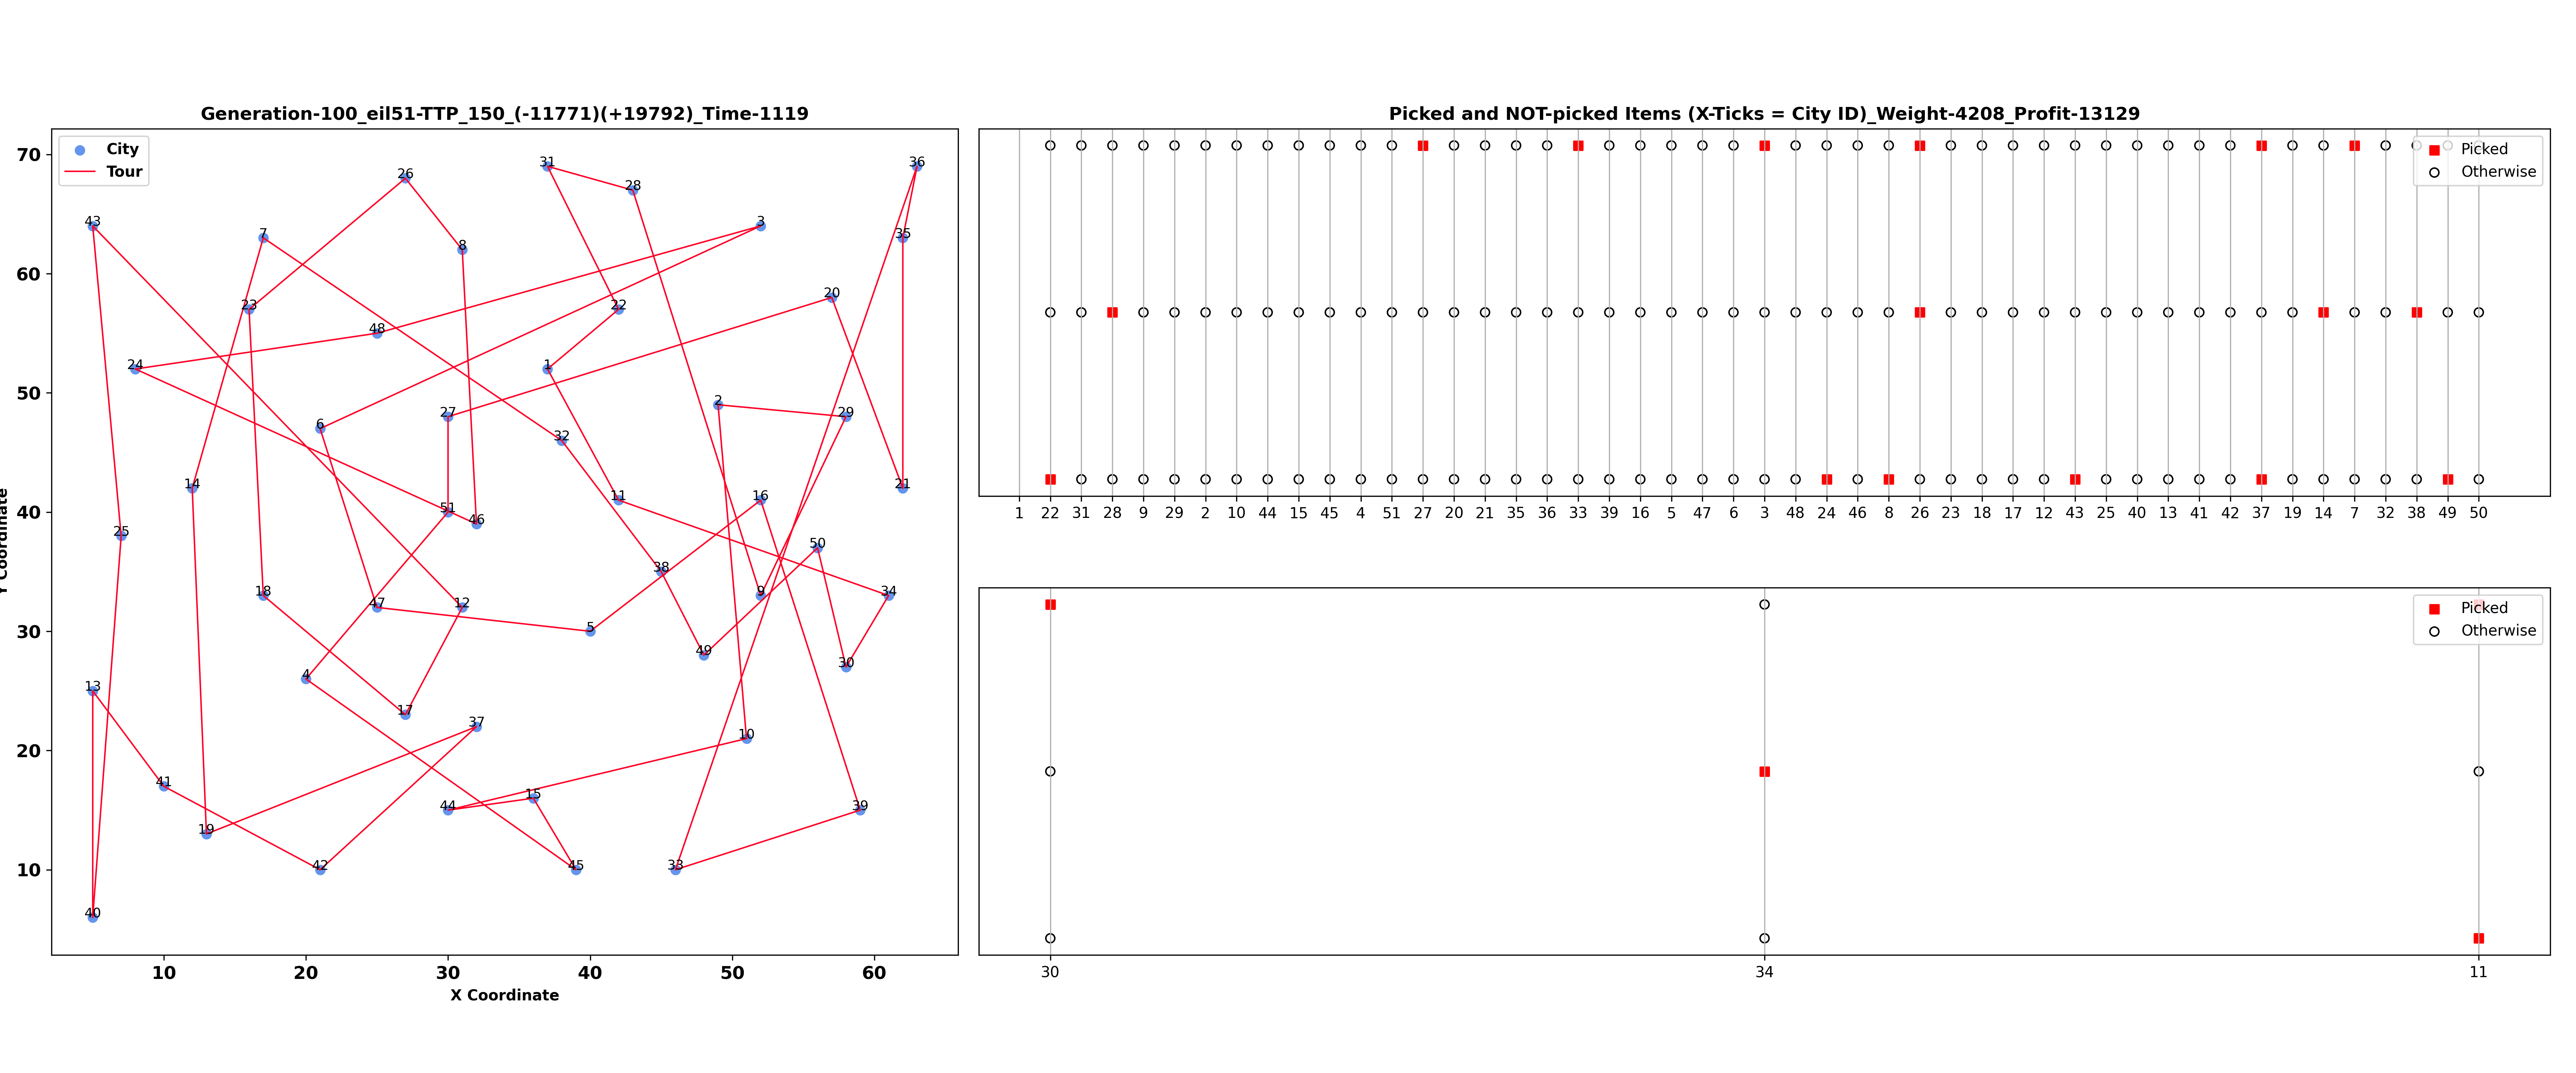 Generation-100_eil51-TTP_150_(-11771)(+19792)_Time-1119
City
Tour
70
60
50
40
30
20
10
Y Coordinate
10 20 30 40 50 60
X Coordinate
31 36
26
28
43 3
7 35
8
20
23 22
48
24 1
2
27 29
6
32
14 21
11 16
51
46
25
50
38
18 9 34
47 12
5
49
30
4
13
17
37
10
41
15
44 39
19
42 45 33
40
Picked and NOT-picked Items (X-Ticks = City ID)_Weight-4208_Profit-13129
Picked
Otherwise
1 22 31 28 9 29 2 10 44 15 45 4 51 27 20 21 35 36 33 39 16 5 47 6 3 48 24 46 8 26 23 18 17 12 43 25 40 13 41 42 37 19 14 7 32 38 49 50
Picked
Otherwise
30 34 11